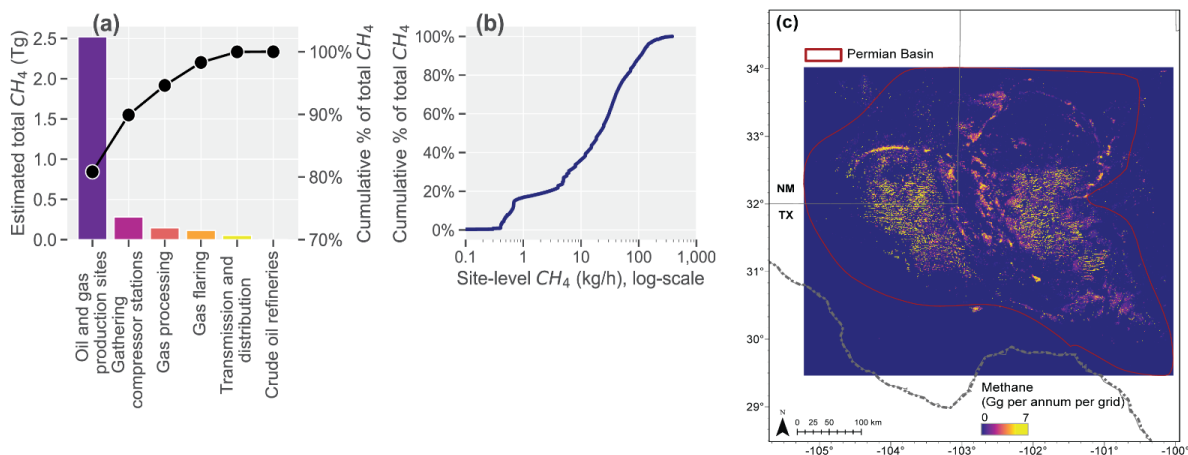 (a)
Estimated total CH4 (Tg)
2.5
2.0
1.5
1.0
0.5
0.0
100%
90%
80%
70%
Cumulative % of total CH4
Oil and gas
production sites
Gathering
compressor stations
Gas processing
Gas flaring
Transmission and
distribution
Crude oil refineries
(b)
Cumulative % of total CH4
100%
80%
60%
40%
20%
0%
0.1
1
10
100
1,000
Site-level CH4 (kg/h), log-scale
(c)
Permian Basin
34°
33°
32°
31°
30°
29°
NM
TX
Methane
(Gg per annum per grid)
0 7
N
0 25 50 100 km
-105° -104° -103° -102° -101° -100°